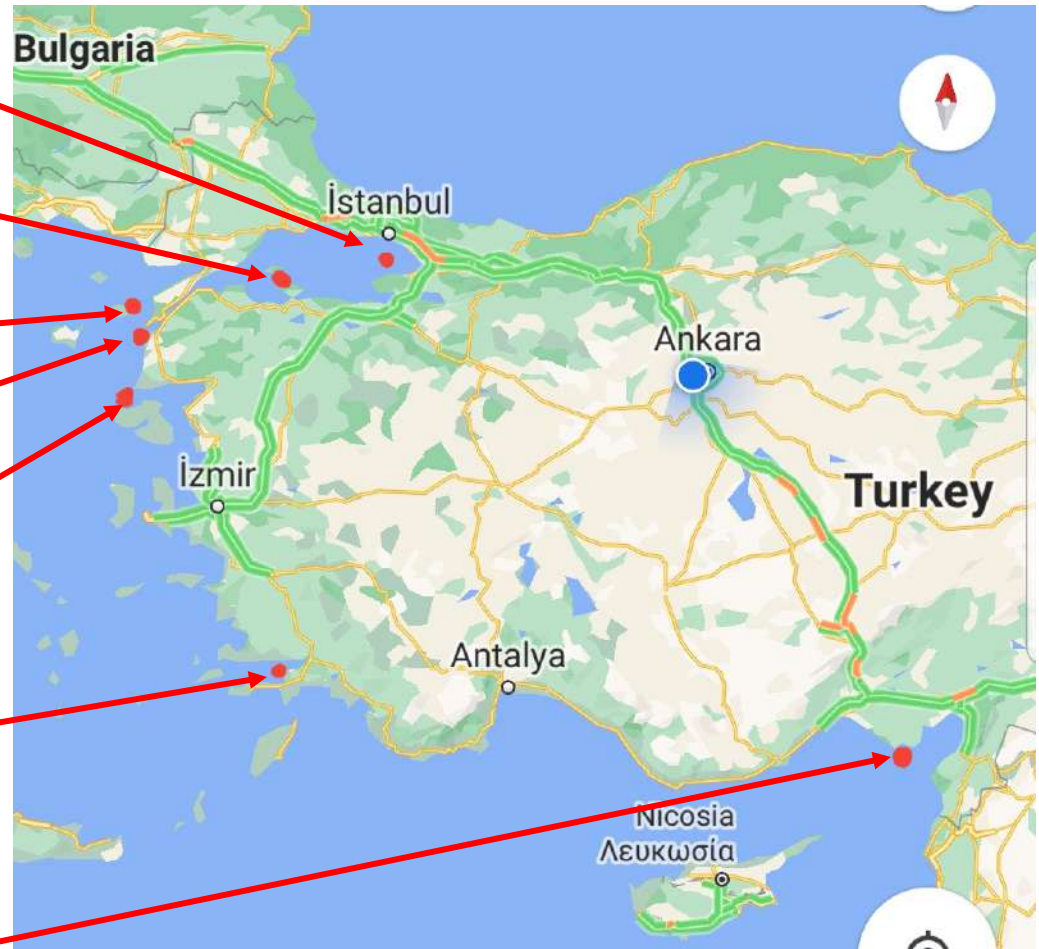 Bulgaria
İstanbul
Ankara
İzmir
Turkey
Antalya
Nicosia
Λευκωσία